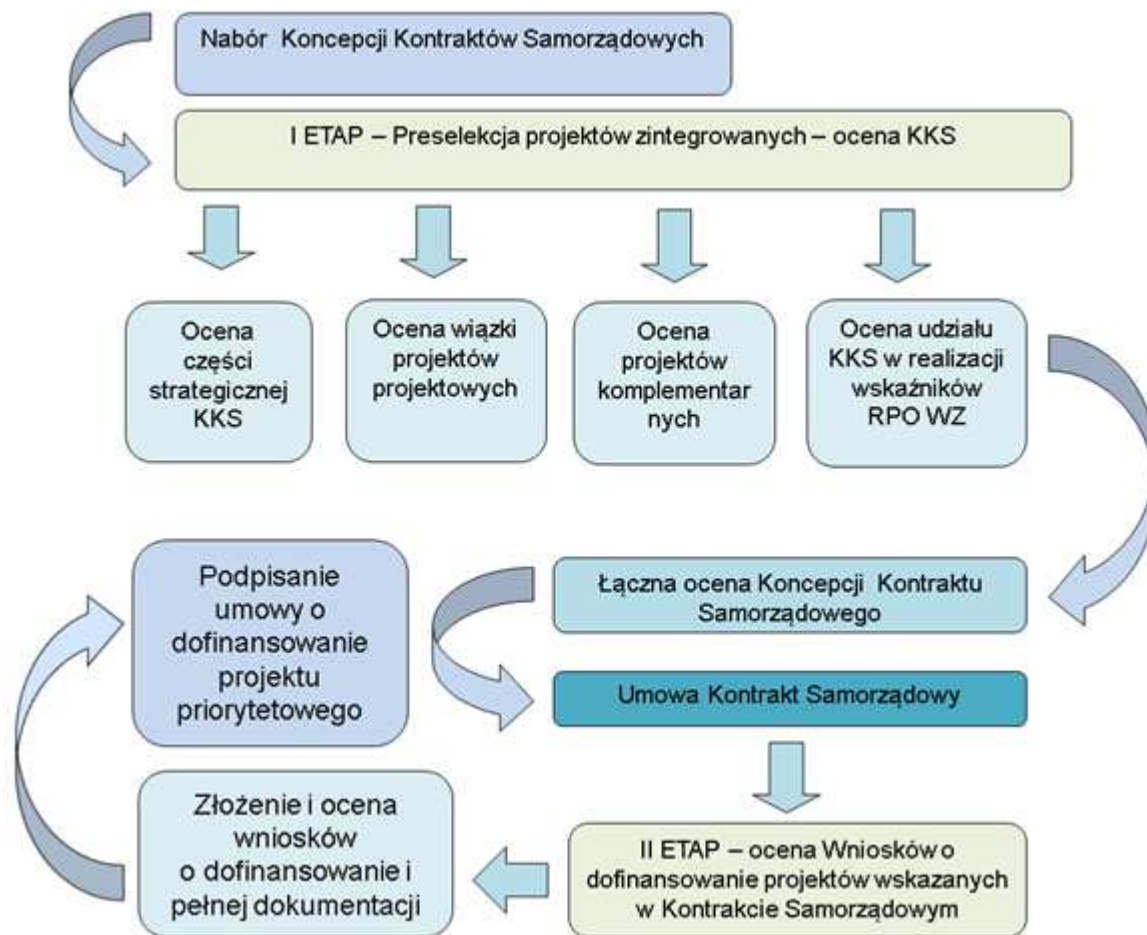 Nabór Koncepcji Kontraktów Samorządowych
I ETAP – Preselekcja projektów zintegrowanych – ocena KKS
Ocena
części
strategicznej
KKS
Ocena wiązki
projektów
projektowych
Ocena
projektów
komplementar
nych
Ocena udziału
KKS w realizacji
wskaźników
RPO WZ
Łączna ocena Koncepcji Kontraktu
Samorządowego
Umowa Kontrakt Samorządowy
II ETAP – ocena Wniosków o
dofinansowanie projektów wskazanych
w Kontrakcie Samorządowym
Złożenie i ocena
wniosków
o dofinansowanie i
pełnej dokumentacji
Podpisanie
umowy o
dofinansowanie
projektu
priorytetowego